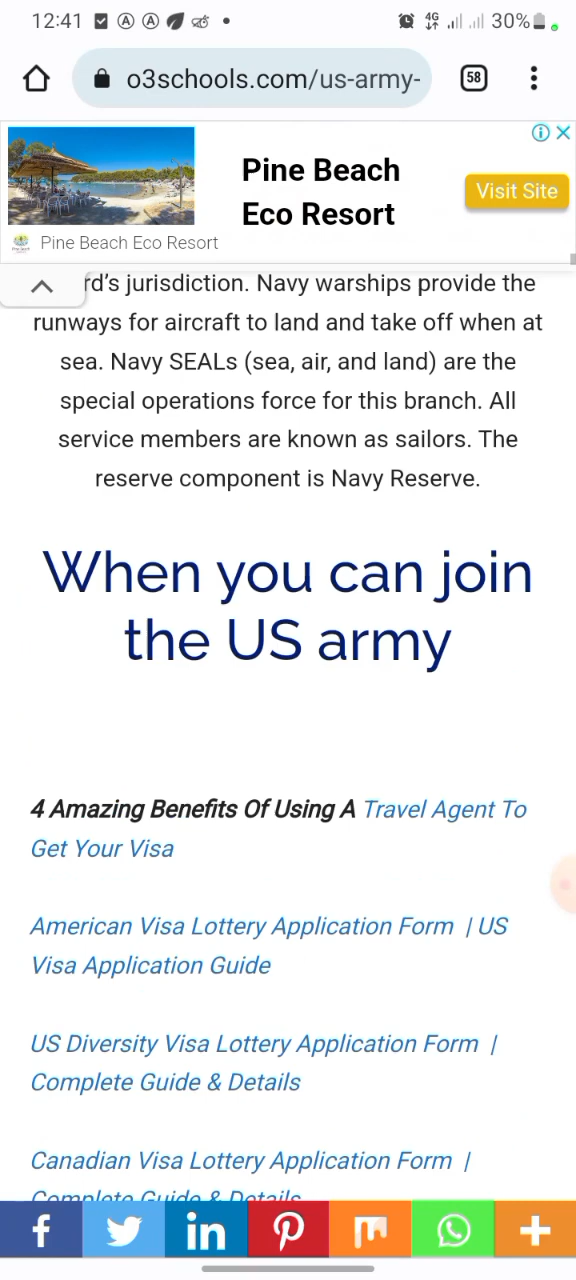 12:41
4G
30%
o3schools.com/us-army-
58
Pine Beach
Eco Resort
Visit Site
Pine Beach Eco Resort
rd's jurisdiction. Navy warships provide the
runways for aircraft to land and take off when at
sea. Navy SEALs (sea, air, and land) are the
special operations force for this branch. All
service members are known as sailors. The
reserve component is Navy Reserve.
When you can join
the US army
4 Amazing Benefits Of Using A Travel Agent To
Get Your Visa
American Visa Lottery Application Form | US
Visa Application Guide
US Diversity Visa Lottery Application Form |
Complete Guide & Details
Canadian Visa Lottery Application Form |
Complete Guide & Details